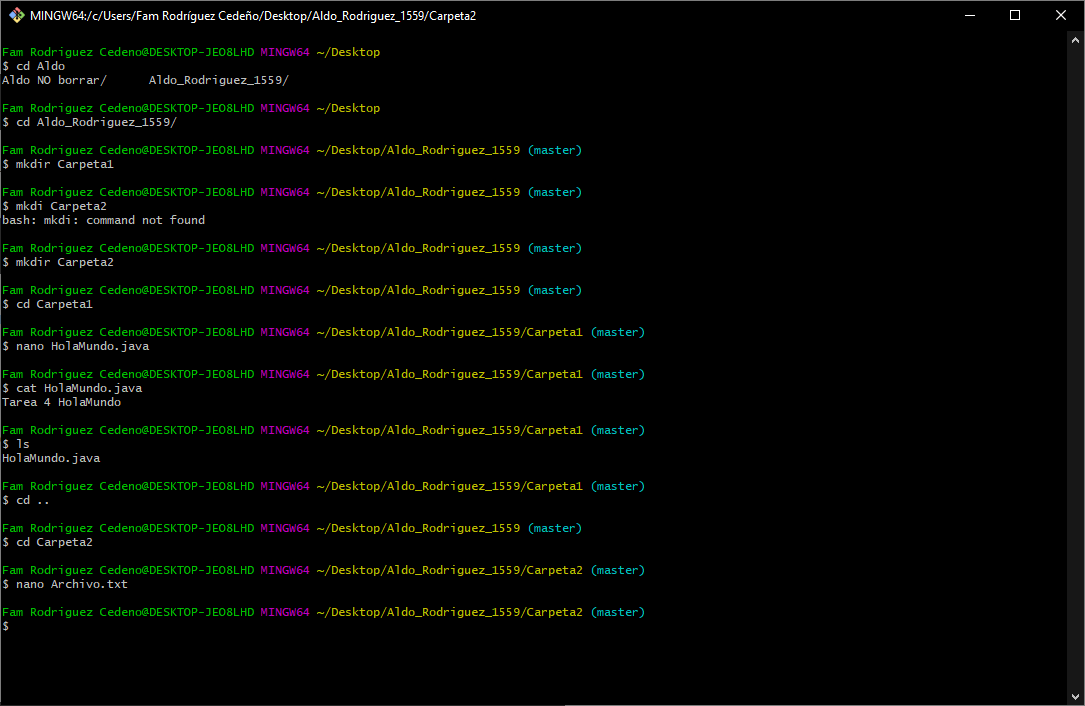 MINGW64:/c/Users/Fam Rodríguez Cedeño/Desktop/Aldo_Rodriguez_1559/Carpeta2
Fam Rodriguez Cedeno@DESKTOP-JEO8LHD MINGW64 ~/Desktop
$ cd Aldo
Aldo NO borrar/      Aldo_Rodriguez_1559/
Fam Rodriguez Cedeno@DESKTOP-JEO8LHD MINGW64 ~/Desktop
$ cd Aldo_Rodriguez_1559/
Fam Rodriguez Cedeno@DESKTOP-JEO8LHD MINGW64 ~/Desktop/Aldo_Rodriguez_1559 (master)
$ mkdir Carpeta1
Fam Rodriguez Cedeno@DESKTOP-JEO8LHD MINGW64 ~/Desktop/Aldo_Rodriguez_1559 (master)
$ mkdi Carpeta2
bash: mkdi: command not found
Fam Rodriguez Cedeno@DESKTOP-JEO8LHD MINGW64 ~/Desktop/Aldo_Rodriguez_1559 (master)
$ mkdir Carpeta2
Fam Rodriguez Cedeno@DESKTOP-JEO8LHD MINGW64 ~/Desktop/Aldo_Rodriguez_1559 (master)
$ cd Carpeta1
Fam Rodriguez Cedeno@DESKTOP-JEO8LHD MINGW64 ~/Desktop/Aldo_Rodriguez_1559/Carpeta1 (master)
$ nano HolaMundo.java
Fam Rodriguez Cedeno@DESKTOP-JEO8LHD MINGW64 ~/Desktop/Aldo_Rodriguez_1559/Carpeta1 (master)
$ cat HolaMundo.java
Tarea 4 HolaMundo
Fam Rodriguez Cedeno@DESKTOP-JEO8LHD MINGW64 ~/Desktop/Aldo_Rodriguez_1559/Carpeta1 (master)
$ ls
HolaMundo.java
Fam Rodriguez Cedeno@DESKTOP-JEO8LHD MINGW64 ~/Desktop/Aldo_Rodriguez_1559/Carpeta1 (master)
$ cd ..
Fam Rodriguez Cedeno@DESKTOP-JEO8LHD MINGW64 ~/Desktop/Aldo_Rodriguez_1559 (master)
$ cd Carpeta2
Fam Rodriguez Cedeno@DESKTOP-JEO8LHD MINGW64 ~/Desktop/Aldo_Rodriguez_1559/Carpeta2 (master)
$ nano Archivo.txt
Fam Rodriguez Cedeno@DESKTOP-JEO8LHD MINGW64 ~/Desktop/Aldo_Rodriguez_1559/Carpeta2 (master)
$